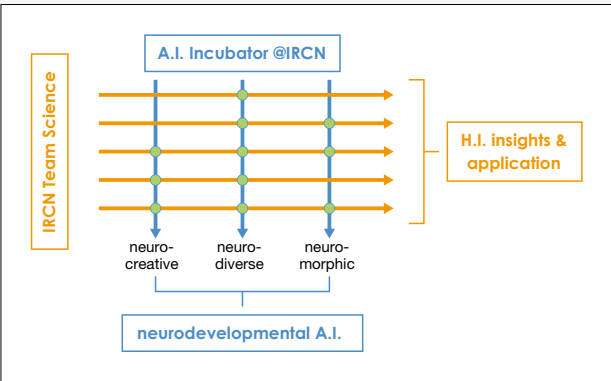 A.I. Incubator @IRCN
IRCN Team Science
H.I. insights &
application
neuro-
creative
neuro-
diverse
neuro-
morphic
neurodevelopmental A.I.